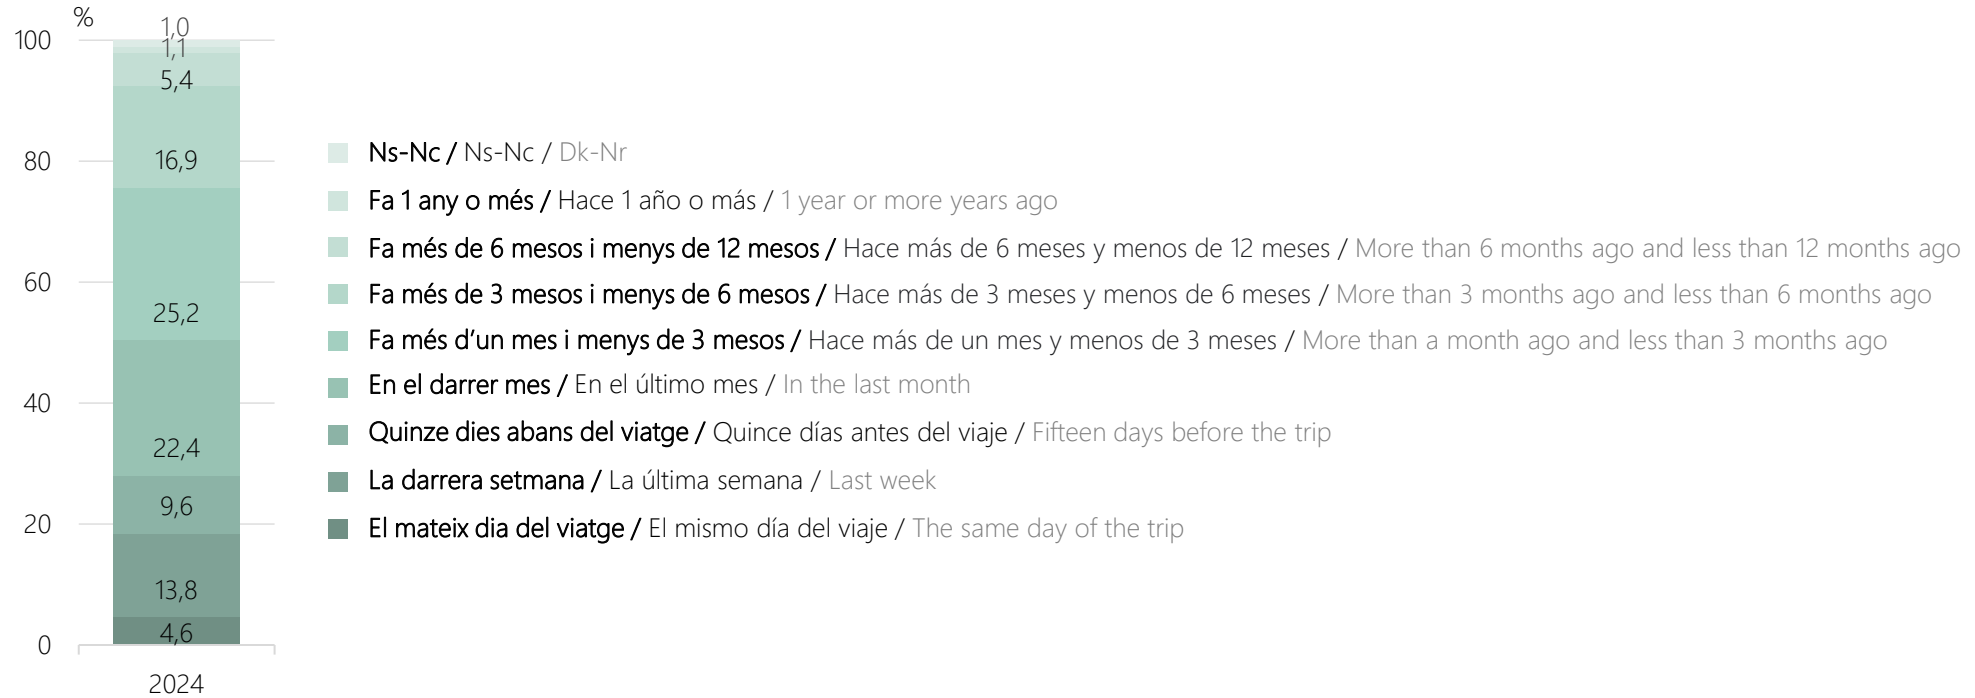 %
100
80
60
40
20
0
1,0
1,1
5,4
16,9
25,2
22,4
9,6
13,8
4,6
2024
Ns-Nc / Ns-Nc / Dk-Nr
Fa 1 any o més / Hace 1 año o más / 1 year or more years ago
Fa més de 6 mesos i menys de 12 mesos / Hace más de 6 meses y menos de 12 meses / More than 6 months ago and less than 12 months ago
Fa més de 3 mesos i menys de 6 mesos / Hace más de 3 meses y menos de 6 meses / More than 3 months ago and less than 6 months ago
Fa més d’un mes i menys de 3 mesos / Hace más de un mes y menos de 3 meses / More than a month ago and less than 3 months ago
En el darrer mes / En el último mes / In the last month
Quinze dies abans del viatge / Quince días antes del viaje / Fifteen days before the trip
La darrera setmana / La última semana / Last week
El mateix dia del viatge / El mismo día del viaje / The same day of the trip